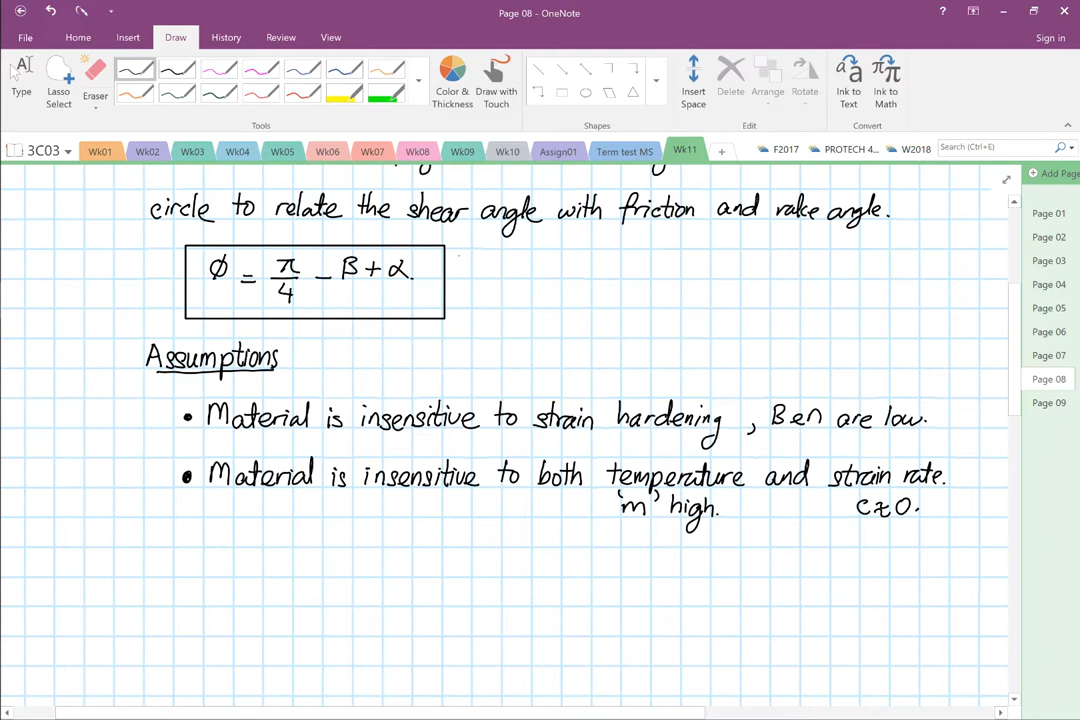 Page 08 - OneNote
File Home Insert Draw History Review View Sign in
Type Lasso Select Eraser Color & Thickness Draw with Touch Insert Space Delete Arrange Rotate Ink to Text Ink to Math
Tools Shapes Edit Convert
3C03 Wk01 Wk02 Wk03 Wk04 Wk05 Wk06 Wk07 Wk08 Wk09 Wk10 Assign01 Term test MS Wk11 F2017 PROTECH 4... W2018 Search (Ctrl+E)
Add Page
circle to relate the shear angle with friction and rake angle.
φ = π/4 - β + α.
Assumptions
• Material is insensitive to strain hardening, B & n are low.
• Material is insensitive to both temperature and strain rate.
'm' high. C ≈ 0.
Page 01
Page 02
Page 03
Page 04
Page 05
Page 06
Page 07
Page 08
Page 09